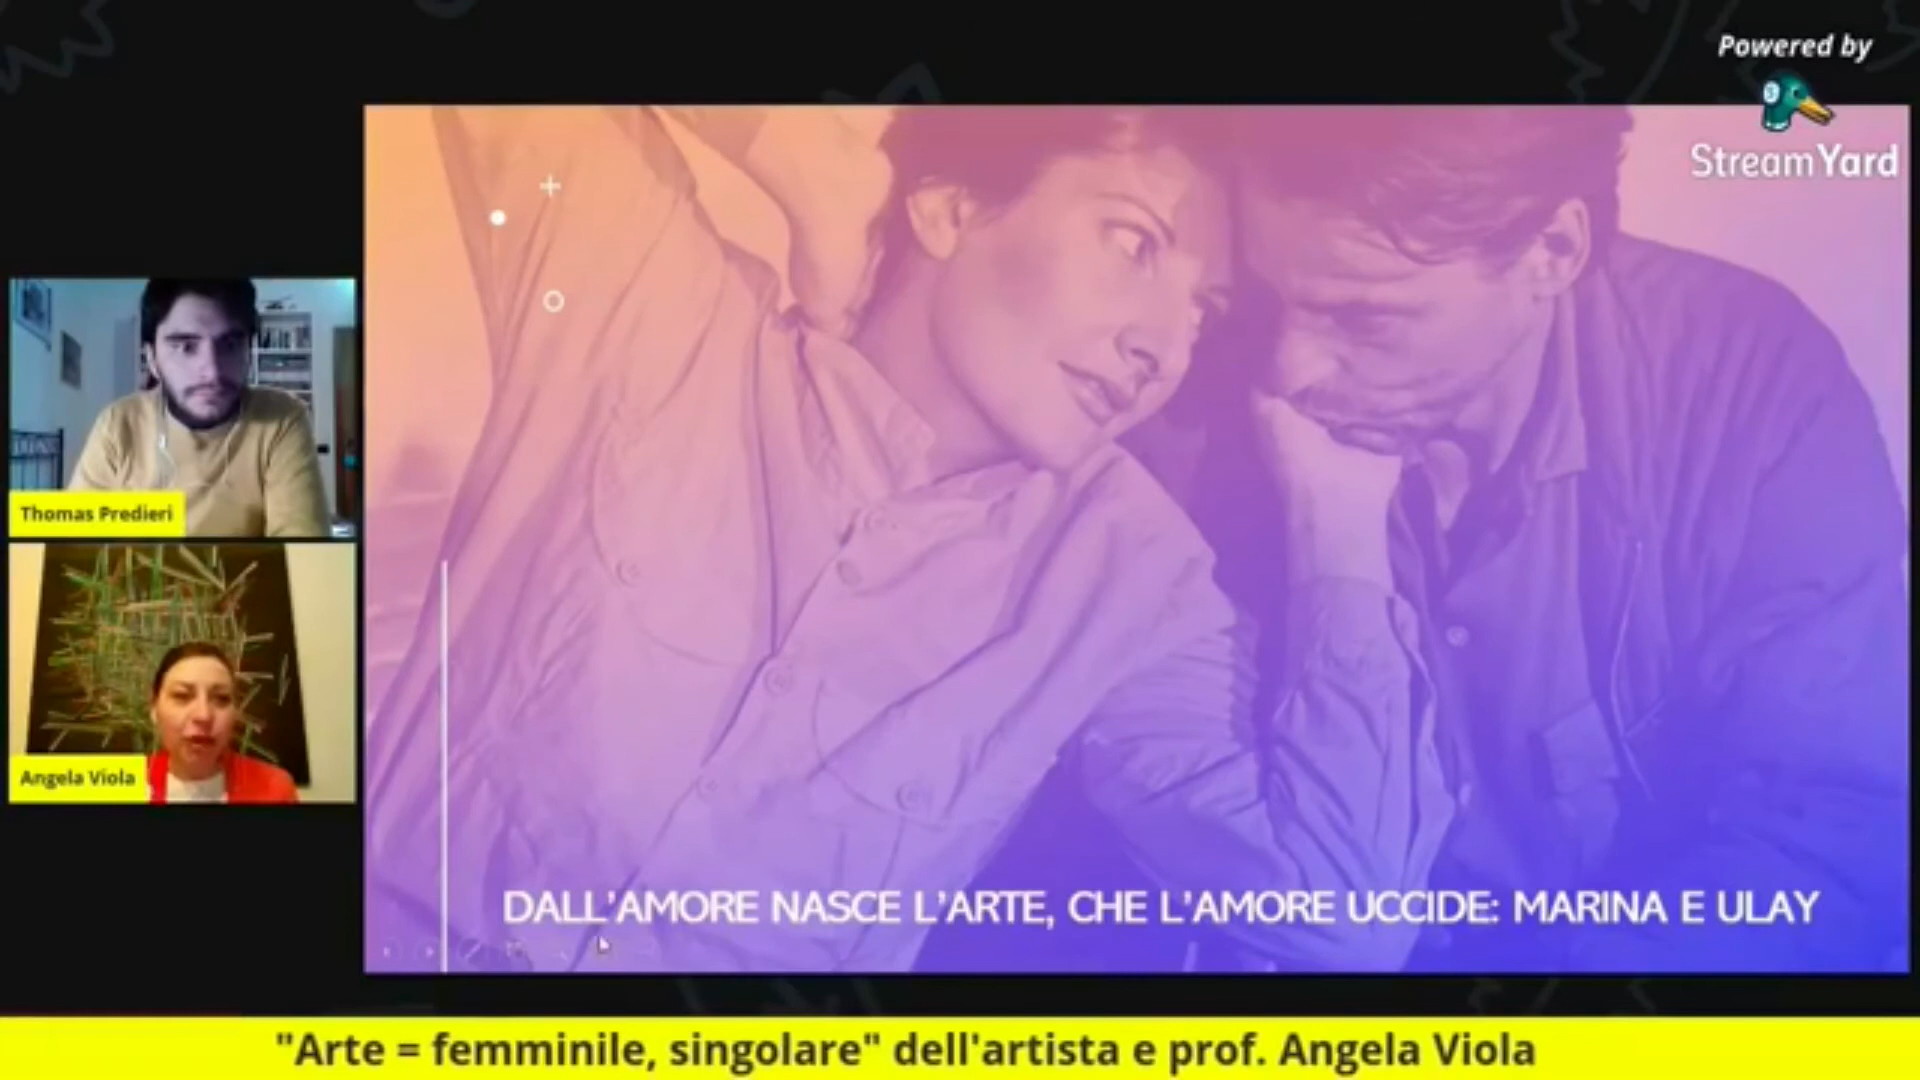 Powered by
StreamYard
Thomas Predieri
Angela Viola
DALL'AMORE NASCE L'ARTE, CHE L'AMORE UCCIDE: MARINA E ULAY
"Arte = femminile, singolare" dell'artista e prof. Angela Viola